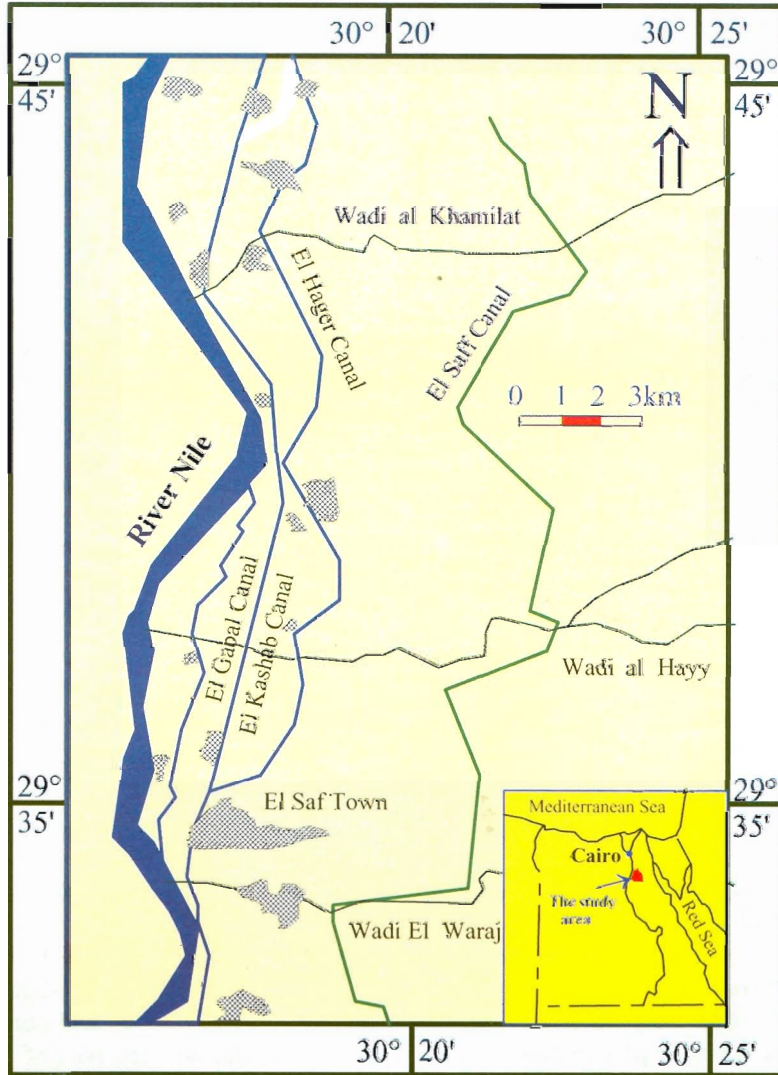 30° 20' 30° 25'
29° 45'
29° 45'
N
Wadi al Khamilat
El Hager Canal
El Saff Canal
0 1 2 3km
River Nile
El Gabal Canal
El Kashab Canal
Wadi al Hayy
29° 35'
El Saf Town
29° 35'
Mediterranean Sea
Cairo
The study
area
Red Sea
Wadi El Waraj
30° 20' 30° 25'